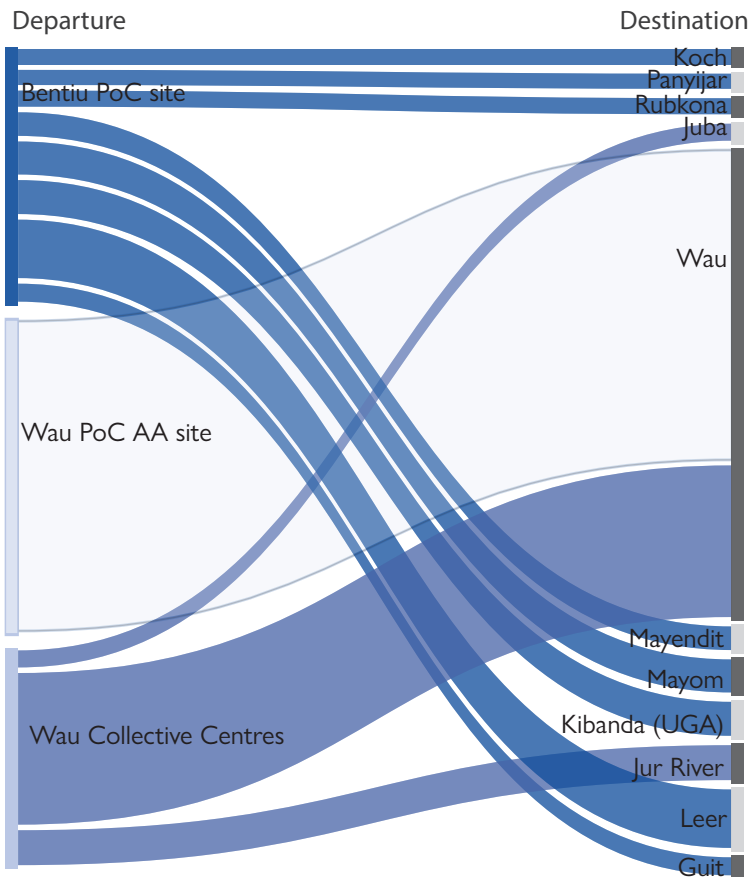 Departure
Destination
Koch
Panyijar
Bentiu PoC site
Rubkona
Juba
Wau
Wau PoC AA site
Mayendit
Mayom
Kibanda (UGA)
Wau Collective Centres
Jur River
Leer
Guit